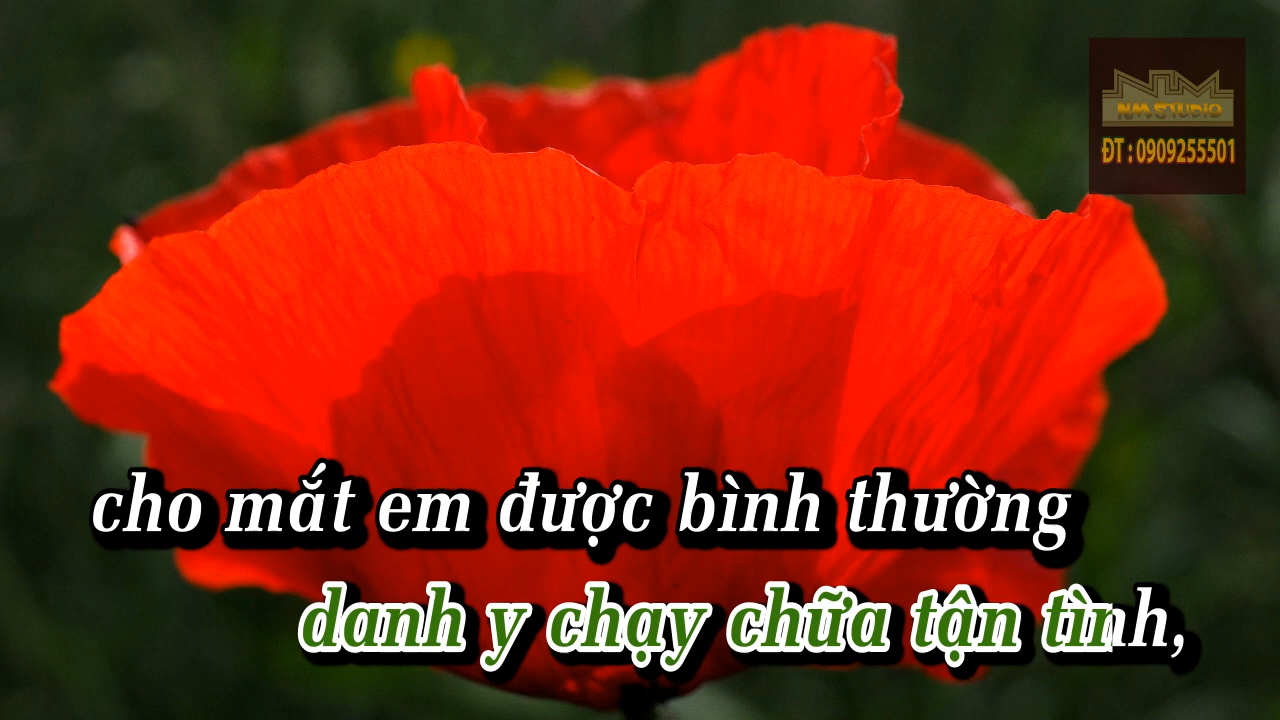 NM STUDIO
ĐT : 0909255501
cho mắt em được bình thường
danh y chạy chữa tận tình,